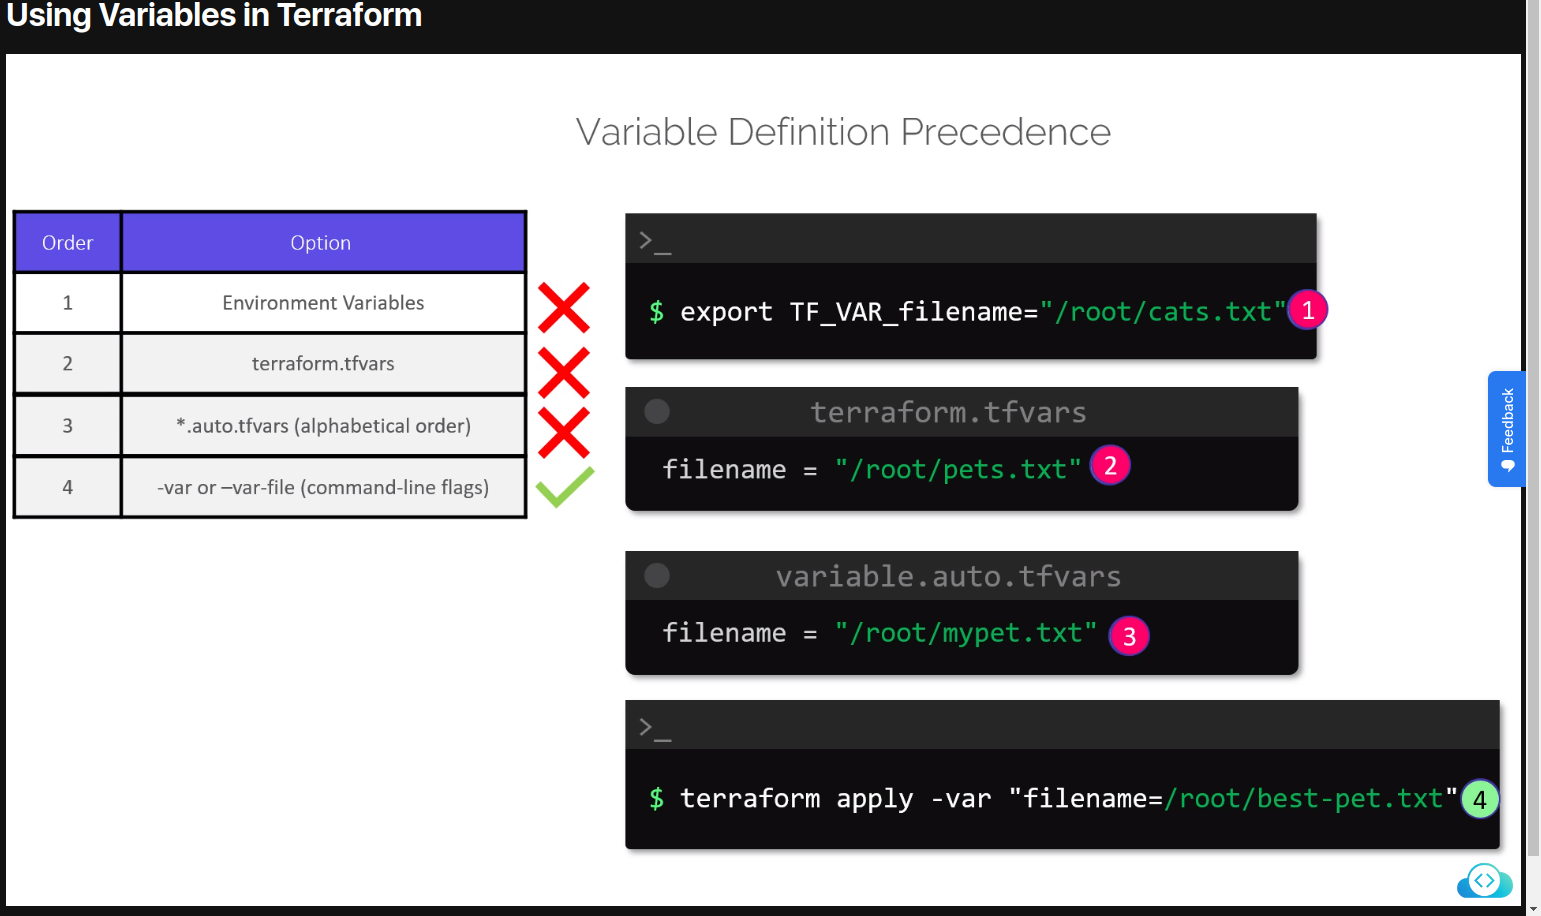 Using Variables in Terraform
Variable Definition Precedence
Order Option
1 Environment Variables
2 terraform.tfvars
3 *.auto.tfvars (alphabetical order)
4 -var or –var-file (command-line flags)
>_
$ export TF_VAR_filename="/root/cats.txt" 1
terraform.tfvars
filename = "/root/pets.txt" 2
variable.auto.tfvars
filename = "/root/mypet.txt" 3
>_
$ terraform apply -var "filename=/root/best-pet.txt" 4
Feedback